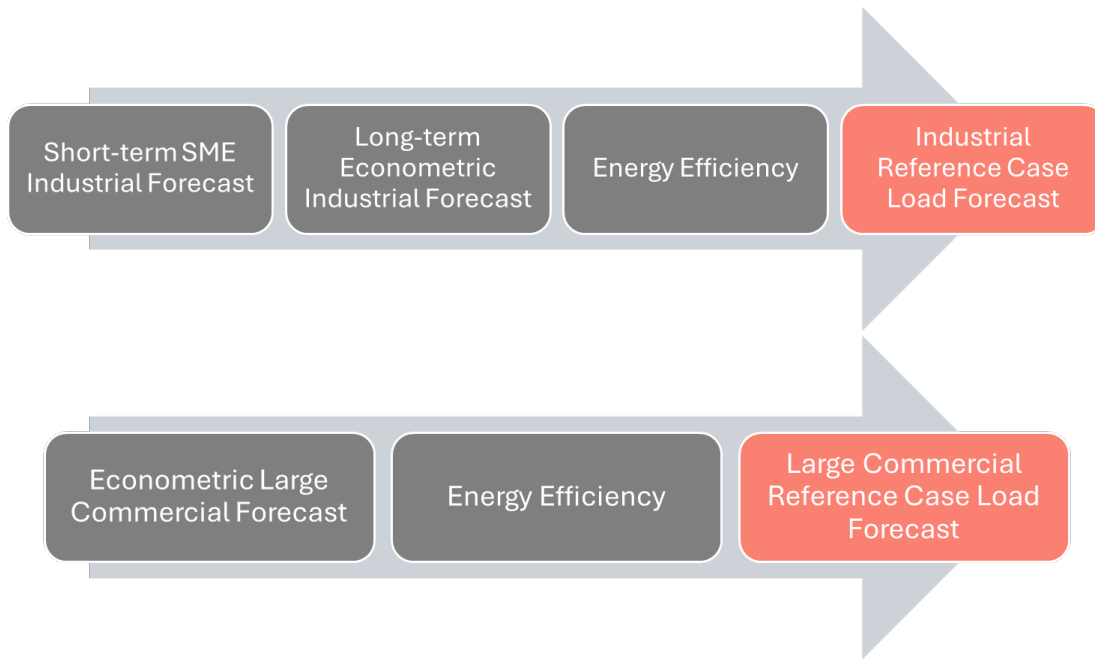 Short-term SME
Industrial Forecast
Long-term
Econometric
Industrial Forecast
Energy Efficiency
Industrial
Reference Case
Load Forecast
Econometric Large
Commercial Forecast
Energy Efficiency
Large Commercial
Reference Case Load
Forecast